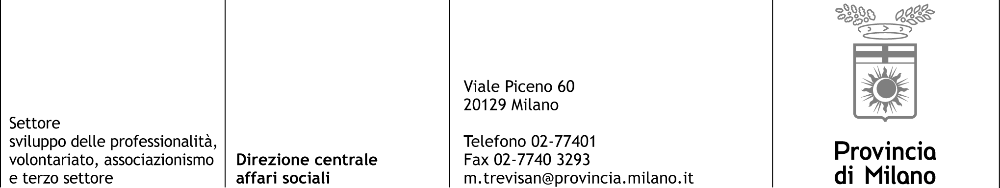 Settore
sviluppo delle professionalità,
volontariato, associazionismo
e terzo settore
Direzione centrale
affari sociali
Viale Piceno 60
20129 Milano
Telefono 02-77401
Fax 02-7740 3293
m.trevisan@provincia.milano.it
Provincia
di Milano